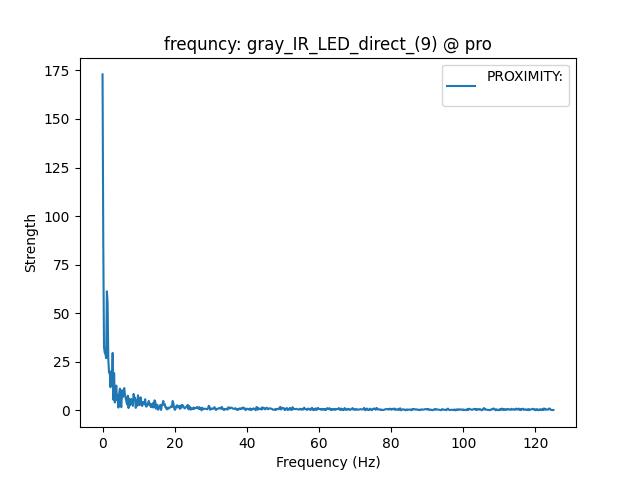 frequncy: gray_IR_LED_direct_(9) @ pro
PROXIMITY:
175
150
125
100
75
50
25
0
Strength
0 20 40 60 80 100 120
Frequency (Hz)